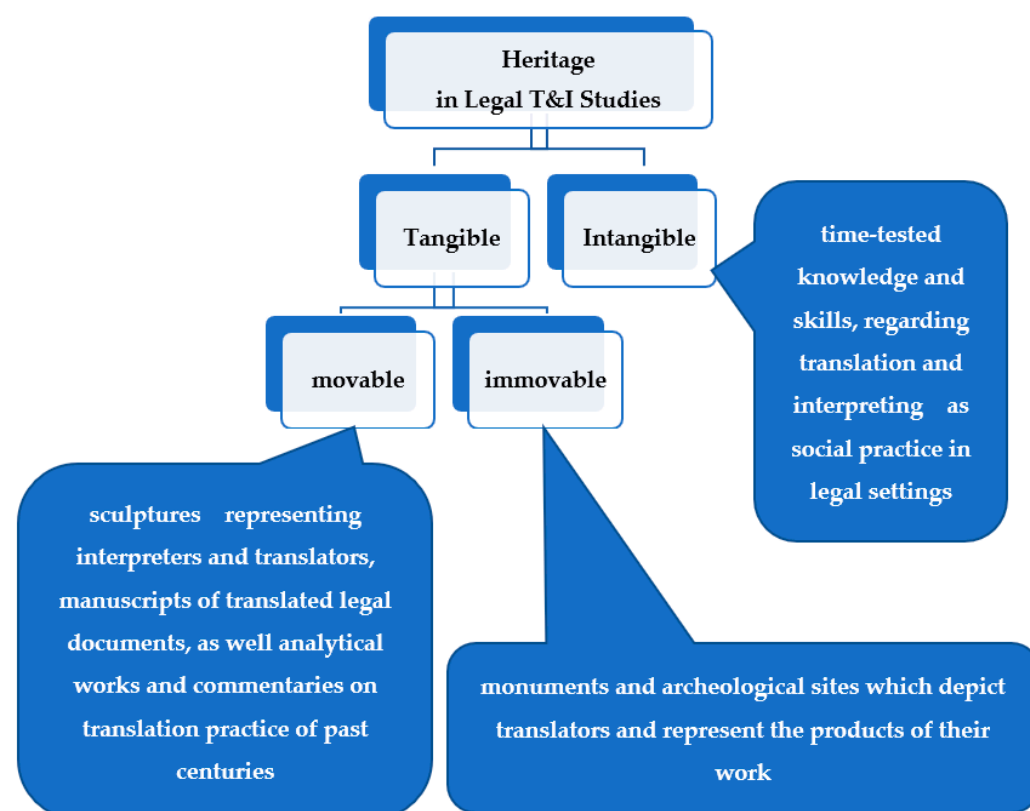 Heritage
in Legal T&I Studies
Tangible
Intangible
time-tested
knowledge and
skills, regarding
translation and
interpreting as
social practice in
legal settings
movable
immovable
sculptures representing
interpreters and translators,
manuscripts of translated legal
documents, as well analytical
works and commentaries on
translation practice of past
centuries
monuments and archeological sites which depict
translators and represent the products of their
work